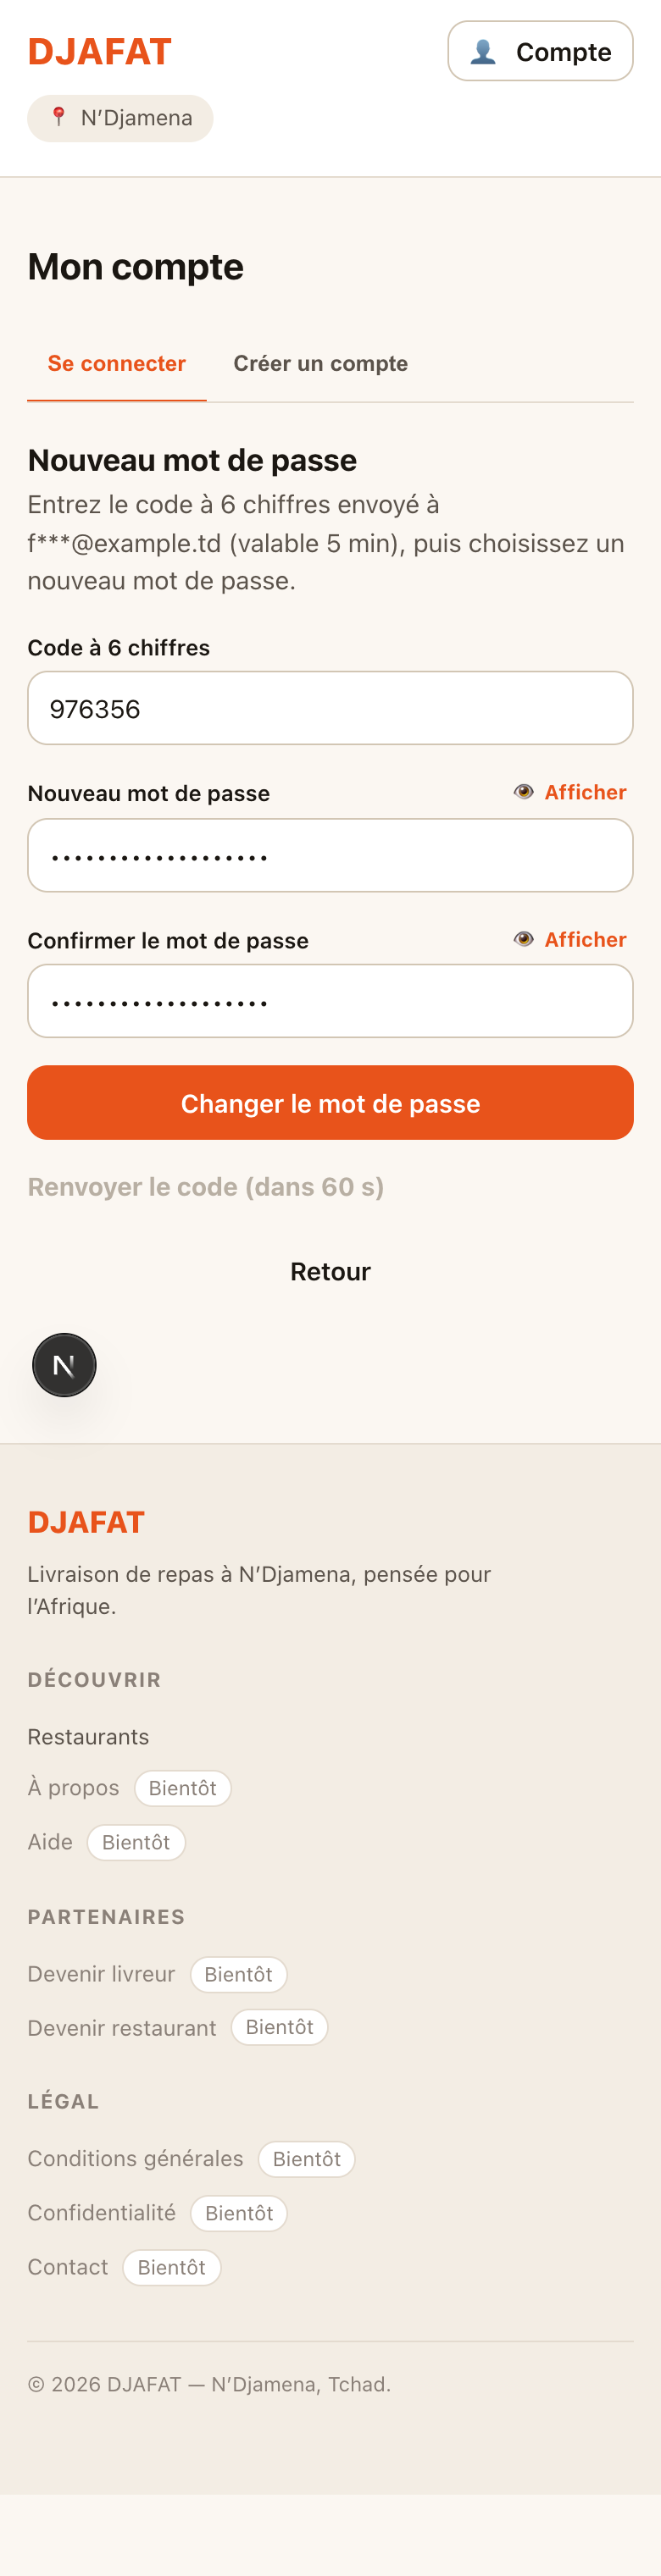 DJAFAT
Compte
N’Djamena
Mon compte
Se connecter
Créer un compte
Nouveau mot de passe
Entrez le code à 6 chiffres envoyé à
f***@example.td (valable 5 min), puis choisissez un
nouveau mot de passe.
Code à 6 chiffres
976356
Nouveau mot de passe
Afficher
•••••••••••••••••••
Confirmer le mot de passe
Afficher
•••••••••••••••••••
Changer le mot de passe
Renvoyer le code (dans 60 s)
Retour
N
DJAFAT
Livraison de repas à N’Djamena, pensée pour
l’Afrique.
DÉCOUVRIR
Restaurants
À propos Bientôt
Aide Bientôt
PARTENAIRES
Devenir livreur Bientôt
Devenir restaurant Bientôt
LÉGAL
Conditions générales Bientôt
Confidentialité Bientôt
Contact Bientôt
© 2026 DJAFAT — N’Djamena, Tchad.